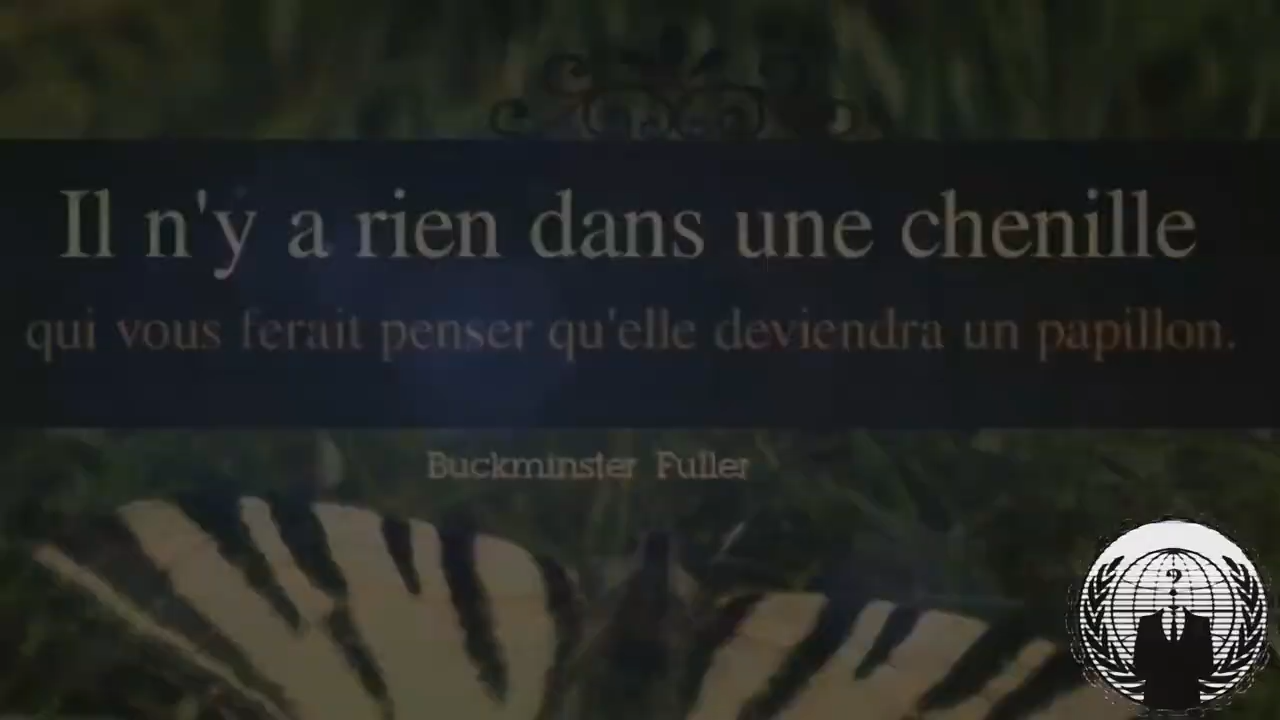 Il n'y a rien dans une chenille
qui vous ferait penser qu'elle deviendra un papillon.
Buckminster Fuller
?